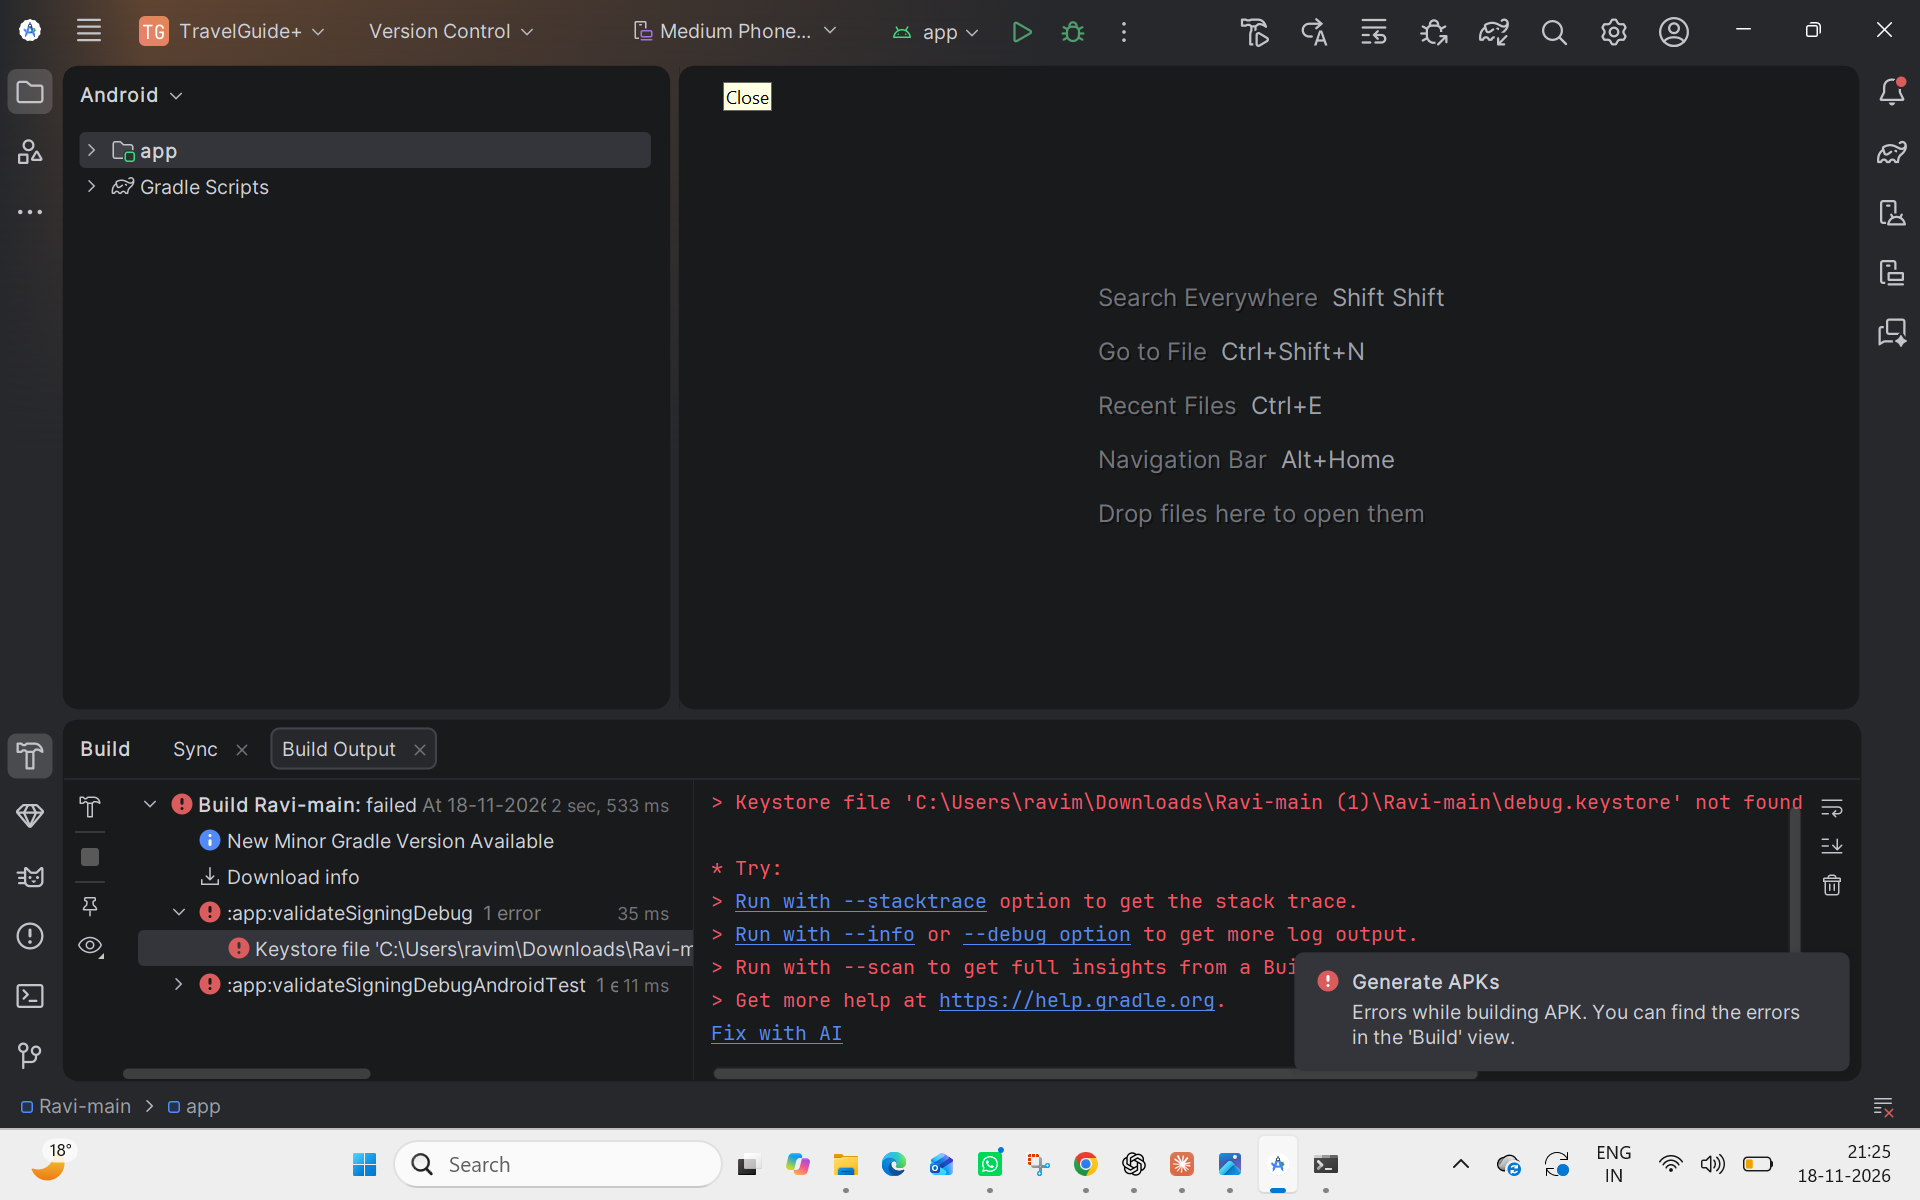 TG TravelGuide+ Version Control Medium Phone... app
Android
Close
app
Gradle Scripts
Search Everywhere Shift Shift
Go to File Ctrl+Shift+N
Recent Files Ctrl+E
Navigation Bar Alt+Home
Drop files here to open them
Build Sync Build Output
Build Ravi-main: failed At 18-11-2026 2 sec, 533 ms
New Minor Gradle Version Available
Download info
:app:validateSigningDebug 1 error 35 ms
Keystore file 'C:\Users\ravim\Downloads\Ravi-m
:app:validateSigningDebugAndroidTest 1 e 11 ms
> Keystore file 'C:\Users\ravim\Downloads\Ravi-main (1)\Ravi-main\debug.keystore' not found
* Try:
> Run with --stacktrace option to get the stack trace.
> Run with --info or --debug option to get more log output.
> Run with --scan to get full insights from a Bui
> Get more help at https://help.gradle.org.
Fix with AI
Generate APKs
Errors while building APK. You can find the errors
in the 'Build' view.
Ravi-main > app
18°
Search
ENG
IN
21:25
18-11-2026